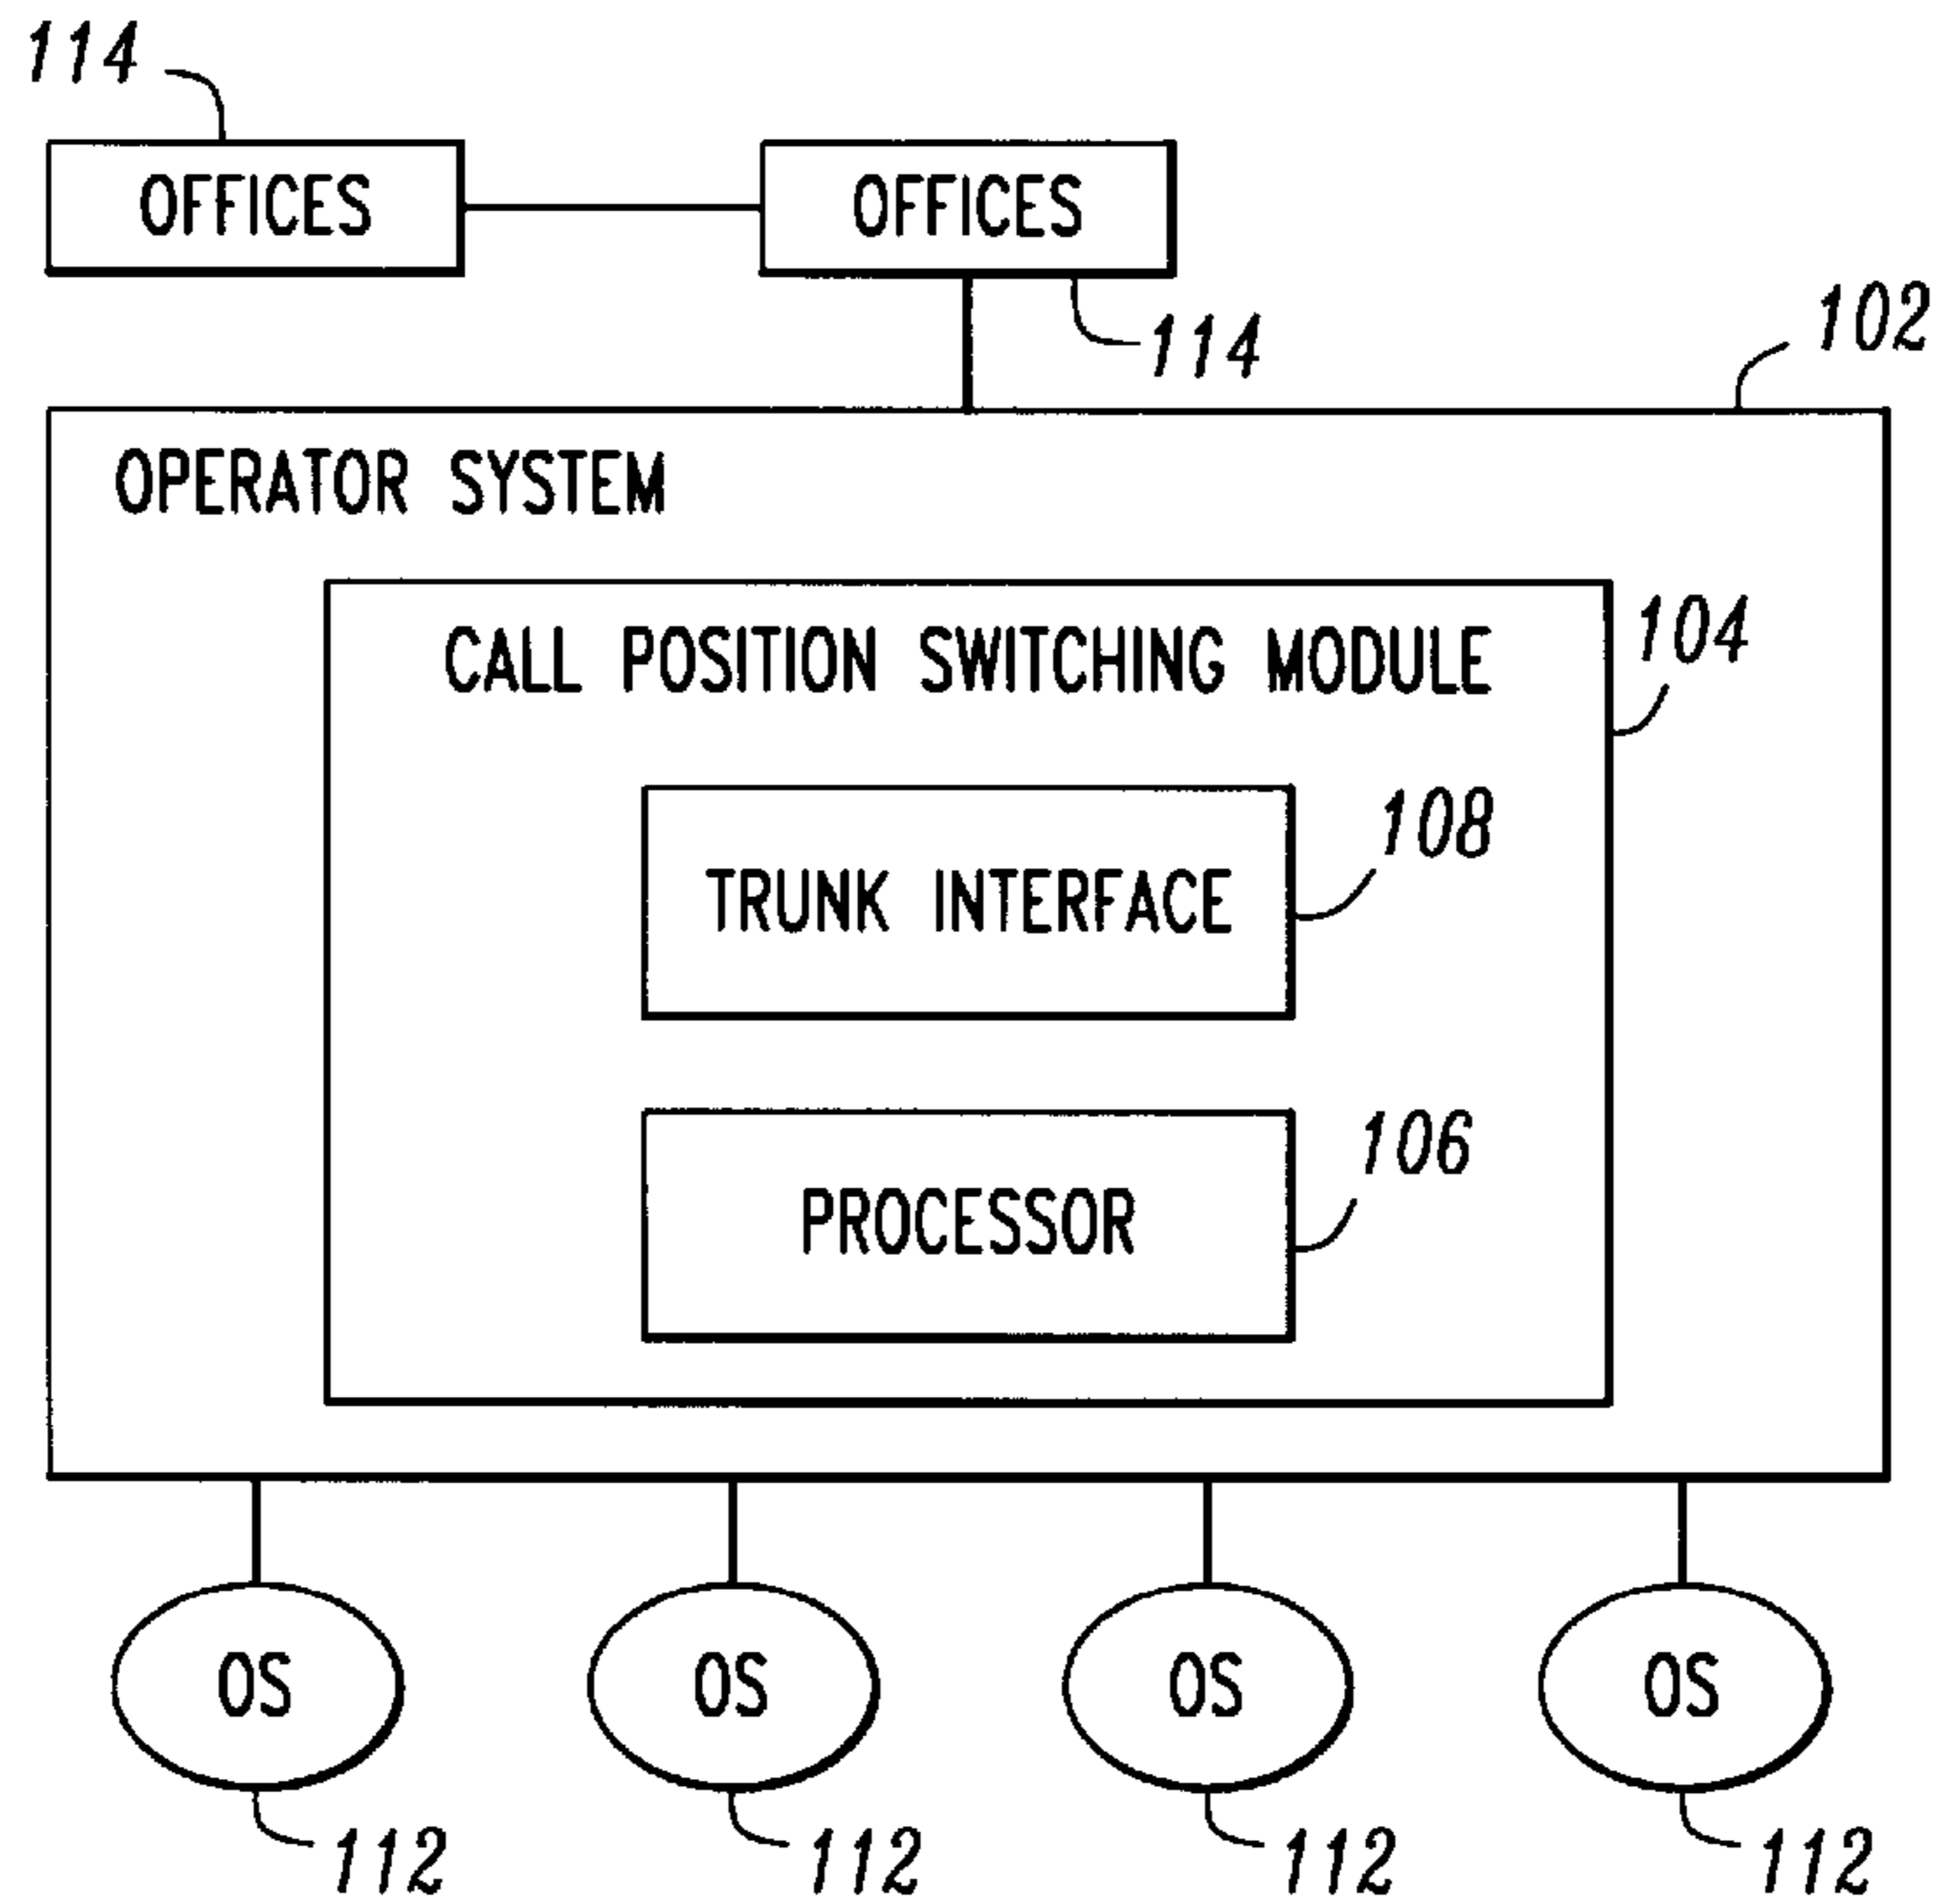 114
OFFICES
OFFICES
114
102
OPERATOR SYSTEM
104
CALL POSITION SWITCHING MODULE
108
TRUNK INTERFACE
106
PROCESSOR
OS
OS
OS
OS
112
112
112
112